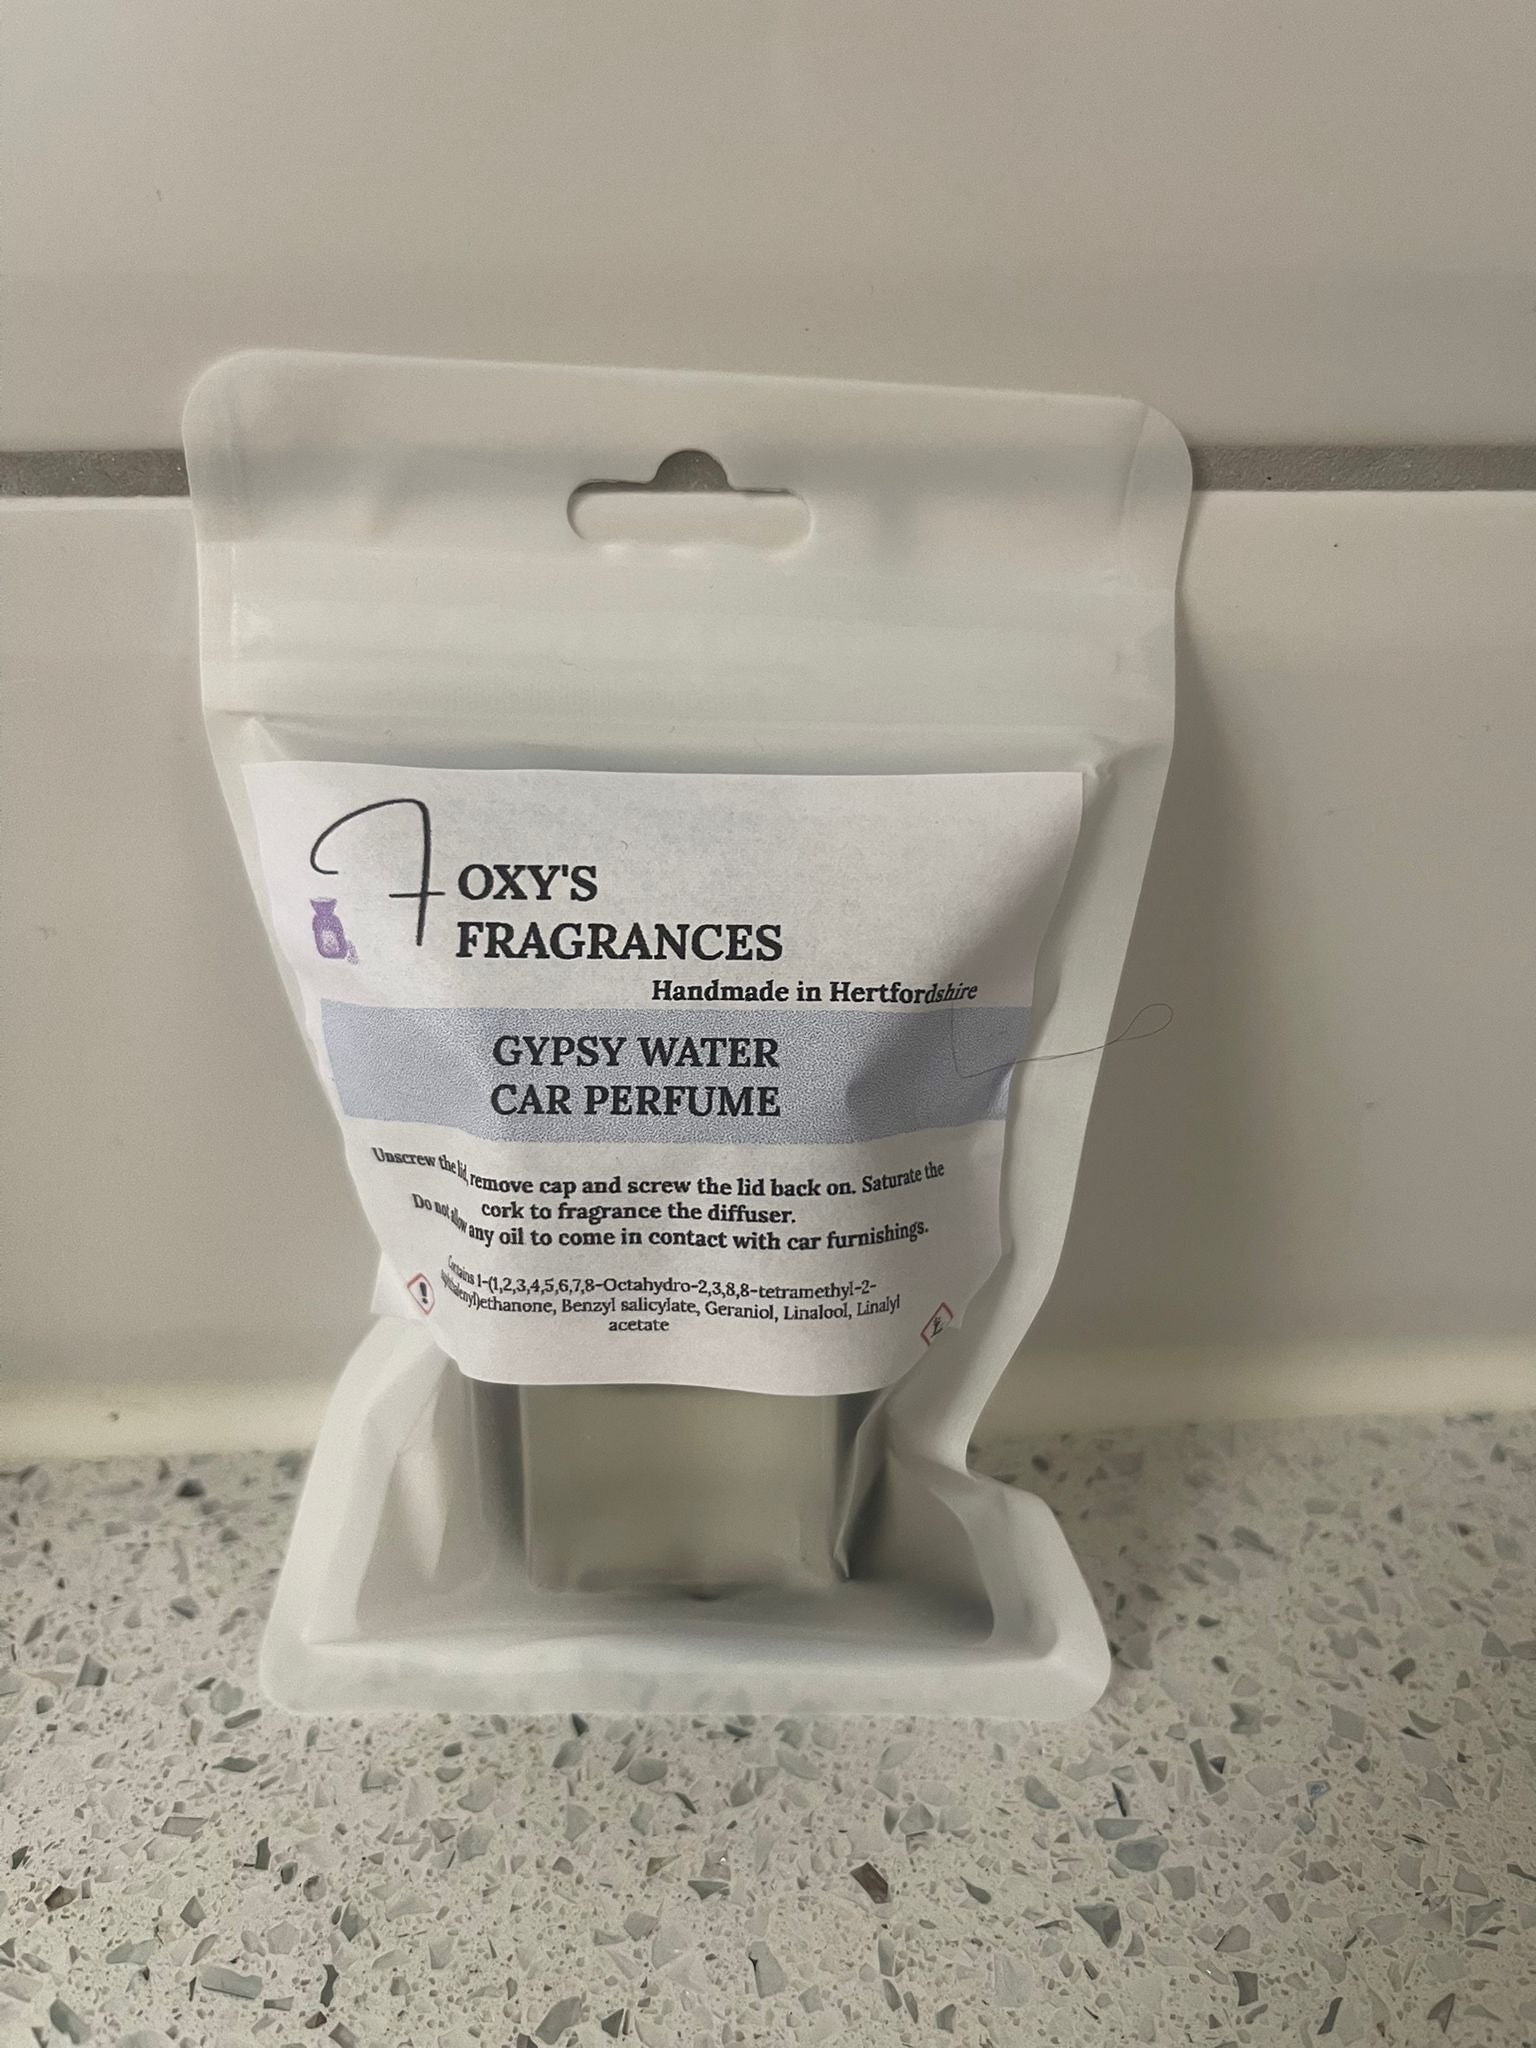 FOXY'S
FRAGRANCES
Handmade in Hertfordshire
GYPSY WATER
CAR PERFUME
Unscrew the lid, remove cap and screw the lid back on. Saturate the
cork to fragrance the diffuser.
Do not allow any oil to come in contact with car furnishings.
Contains 1-(1,2,3,4,5,6,7,8-Octahydro-2,3,8,8-tetramethyl-2-
naphthalenyl)ethanone, Benzyl salicylate, Geraniol, Linalool, Linalyl
acetate